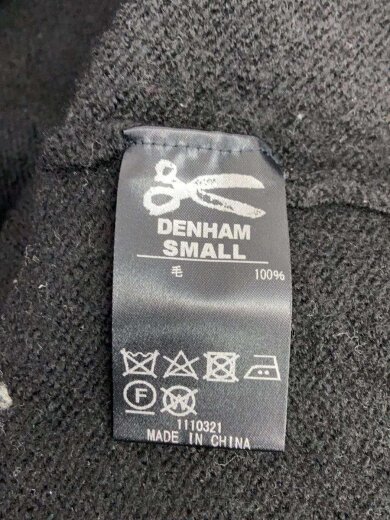 DENHAM
SMALL
毛 100%
F W
1110321
MADE IN CHINA